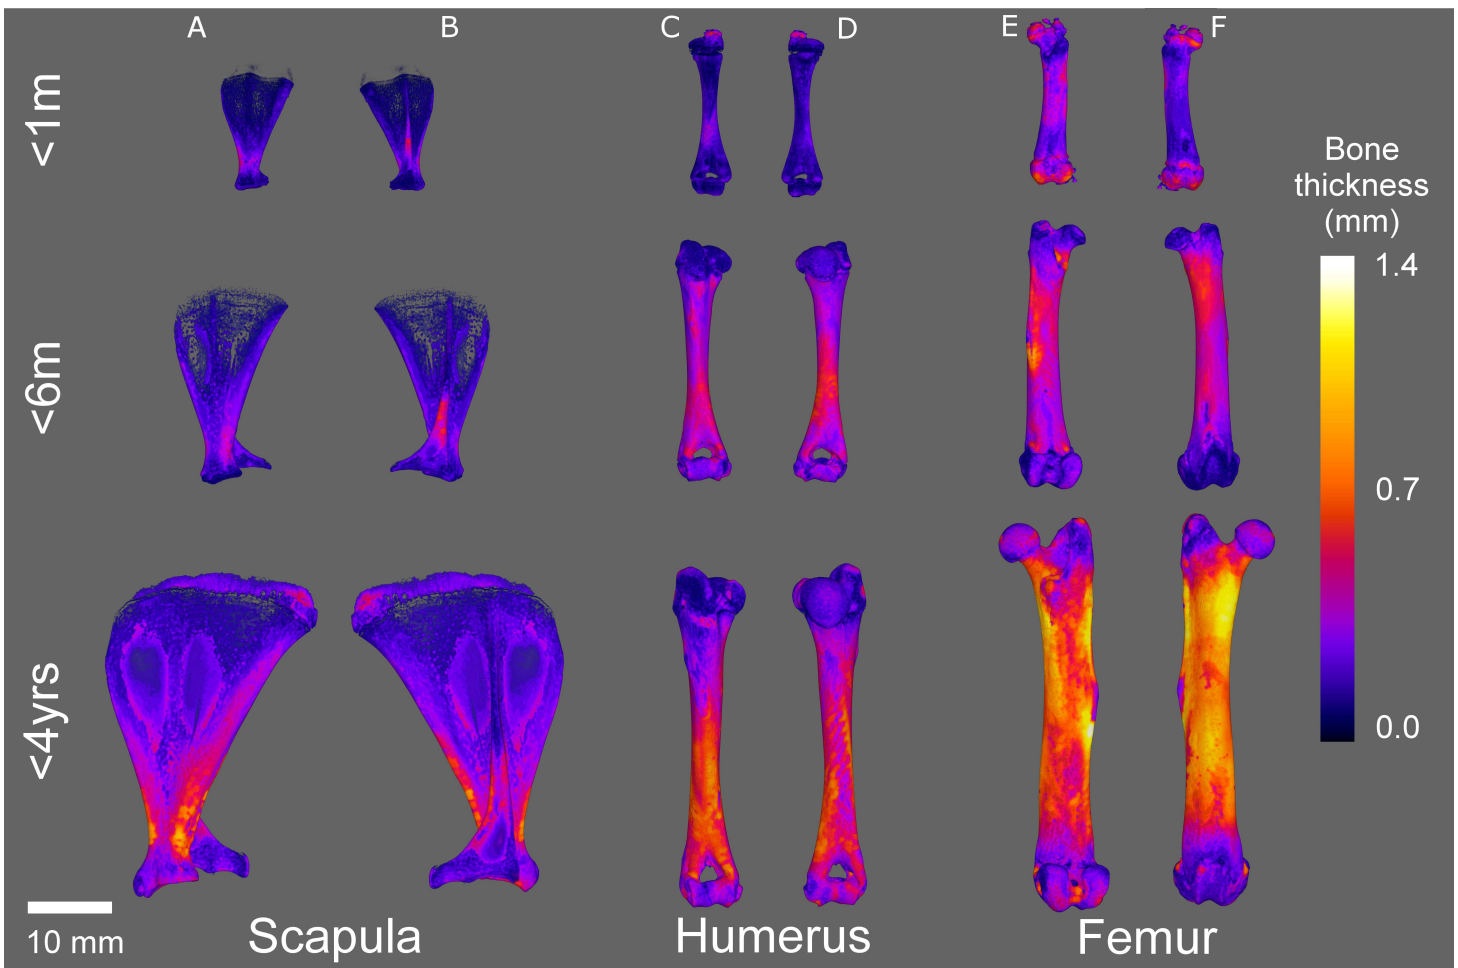 A B C D E F
<1m
<6m
<4yrs
Bone
thickness
(mm)
1.4
0.7
0.0
10 mm
Scapula Humerus Femur